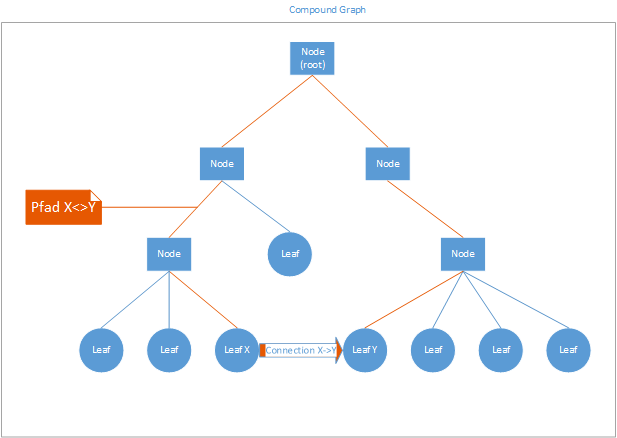 Compound Graph
Node
(root)
Node
Node
Pfad X<>Y
Node
Leaf
Node
Leaf
Leaf
Leaf X
Connection X->Y
Leaf Y
Leaf
Leaf
Leaf